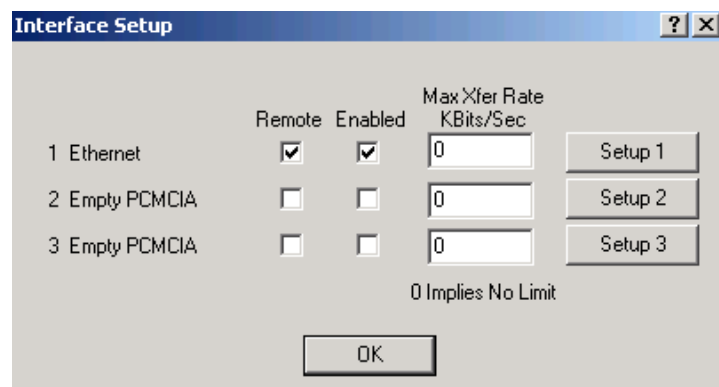 Interface Setup
Max Xfer Rate
Remote Enabled KBits/Sec
1 Ethernet 0 Setup 1
2 Empty PCMCIA 0 Setup 2
3 Empty PCMCIA 0 Setup 3
0 Implies No Limit
OK